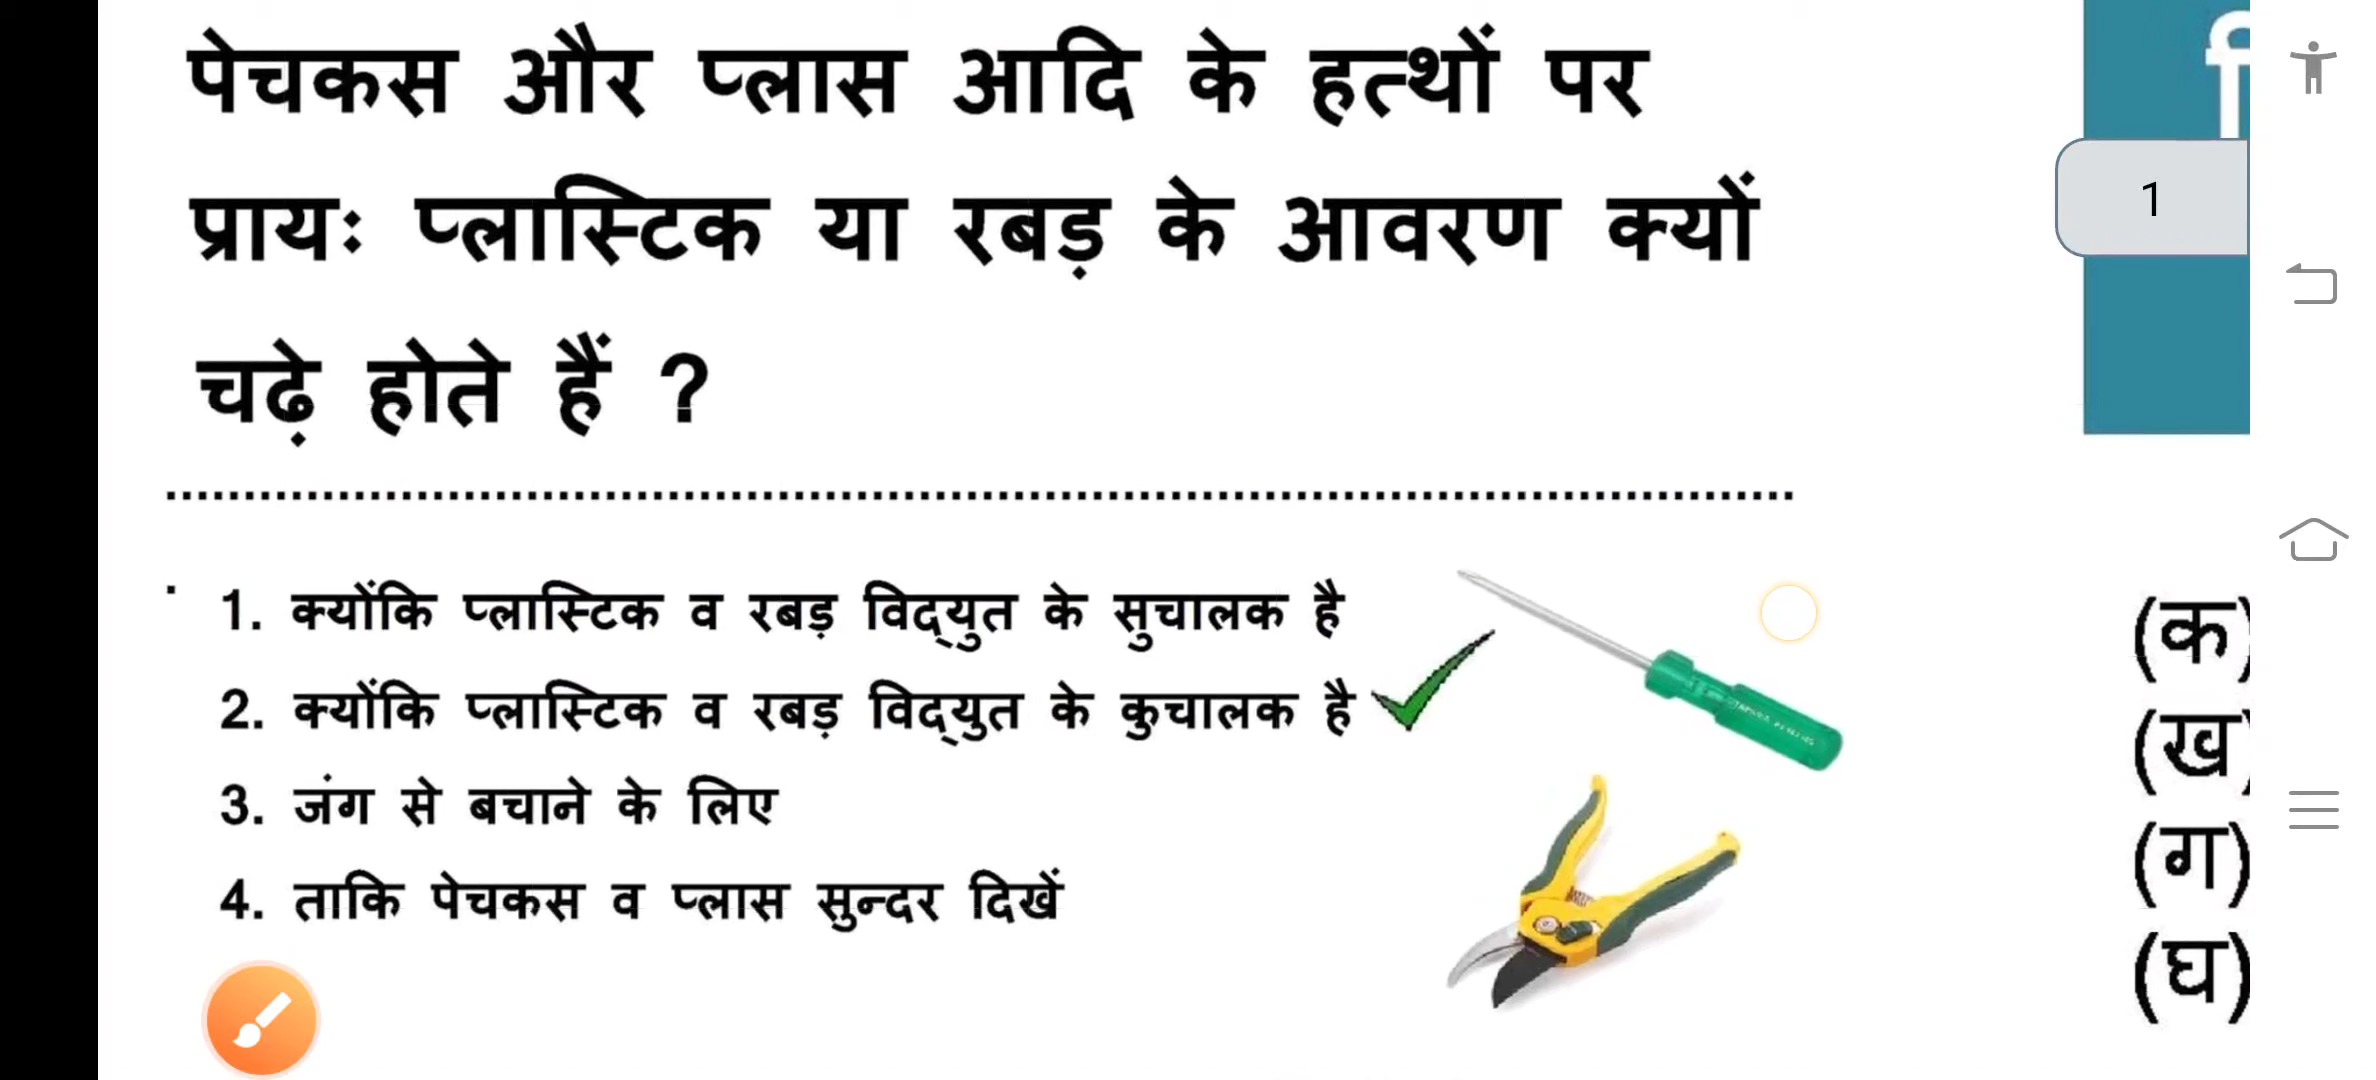 पेचकस और प्लास आदि के हत्थों पर
प्रायः प्लास्टिक या रबड़ के आवरण क्यों
चढ़े होते हैं ?
1. क्योंकि प्लास्टिक व रबड़ विद्युत के सुचालक है
2. क्योंकि प्लास्टिक व रबड़ विद्युत के कुचालक है
3. जंग से बचाने के लिए
4. ताकि पेचकस व प्लास सुन्दर दिखें
1
(क)
(ख)
(ग)
(घ)